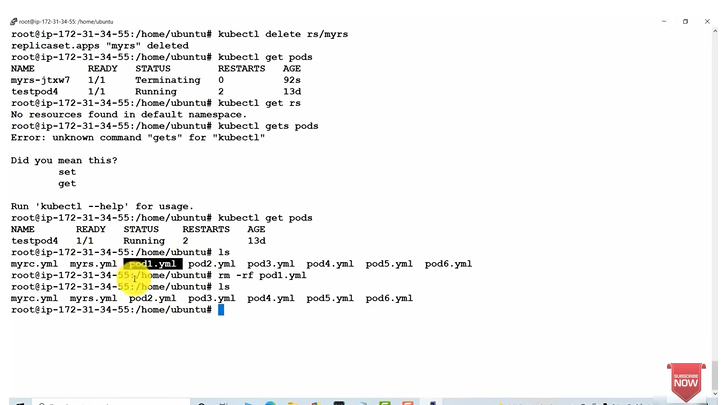 root@ip-172-31-34-55: /home/ubuntu
root@ip-172-31-34-55:/home/ubuntu# kubectl delete rs/myrs
replicaset.apps "myrs" deleted
root@ip-172-31-34-55:/home/ubuntu# kubectl get pods
NAME READY STATUS RESTARTS AGE
myrs-jtxw7 1/1 Terminating 0 92s
testpod4 1/1 Running 2 13d
root@ip-172-31-34-55:/home/ubuntu# kubectl get rs
No resources found in default namespace.
root@ip-172-31-34-55:/home/ubuntu# kubectl gets pods
Error: unknown command "gets" for "kubectl"
Did you mean this?
set
get
Run 'kubectl --help' for usage.
root@ip-172-31-34-55:/home/ubuntu# kubectl get pods
NAME READY STATUS RESTARTS AGE
testpod4 1/1 Running 2 13d
root@ip-172-31-34-55:/home/ubuntu# ls
myrc.yml myrs.yml pod1.yml pod2.yml pod3.yml pod4.yml pod5.yml pod6.yml
root@ip-172-31-34-55:/home/ubuntu# rm -rf pod1.yml
root@ip-172-31-34-55:/home/ubuntu# ls
myrc.yml myrs.yml pod2.yml pod3.yml pod4.yml pod5.yml pod6.yml
root@ip-172-31-34-55:/home/ubuntu#
SUBSCRIBE
NOW